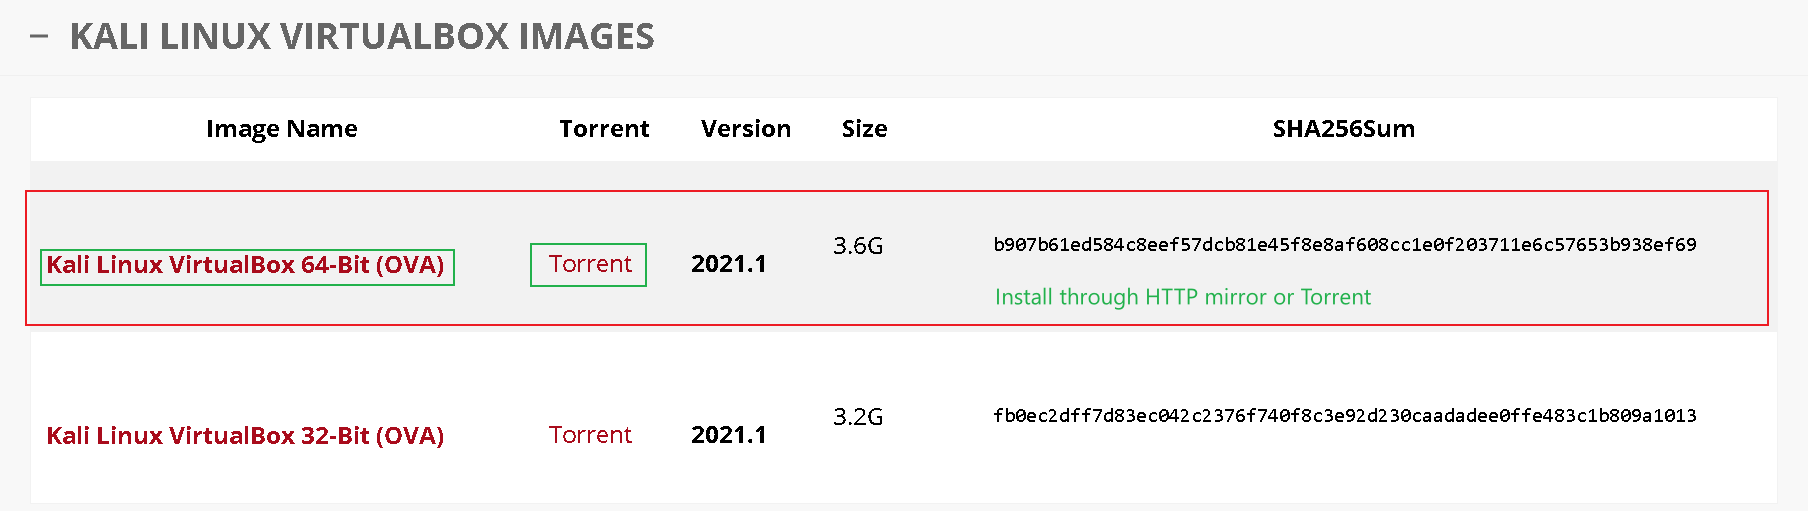 – KALI LINUX VIRTUALBOX IMAGES
Image Name Torrent Version Size SHA256Sum
Kali Linux VirtualBox 64-Bit (OVA) Torrent 2021.1 3.6G b907b61ed584c8eef57dcb81e45f8e8af608cc1e0f203711e6c57653b938ef69
Install through HTTP mirror or Torrent
Kali Linux VirtualBox 32-Bit (OVA) Torrent 2021.1 3.2G fb0ec2dff7d83ec042c2376f740f8c3e92d230caadadee0ffe483c1b809a1013